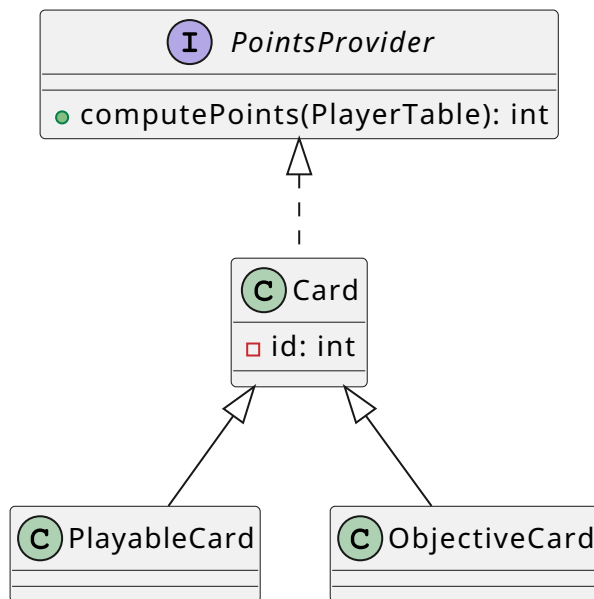 I PointsProvider
computePoints(PlayerTable): int
C Card
id: int
C PlayableCard
C ObjectiveCard